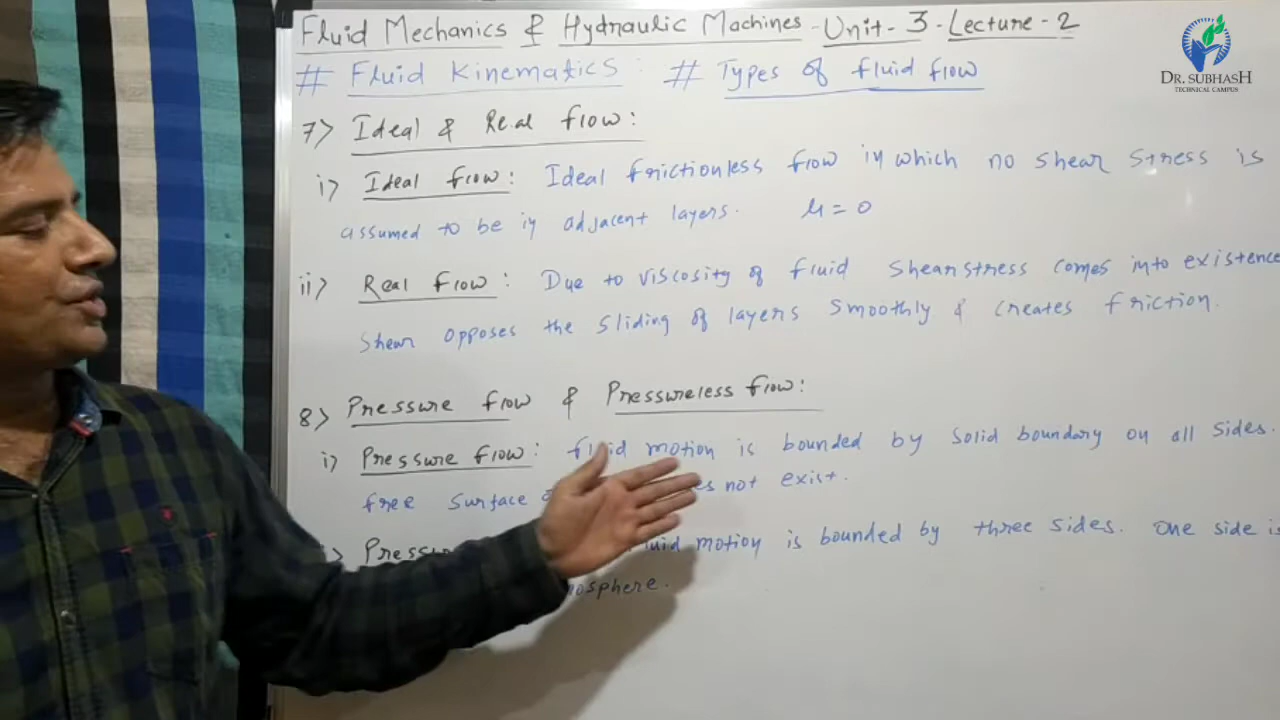 Fluid Mechanics & Hydraulic Machines - Unit - 3 - Lecture - 2
# Fluid Kinematics : # Types of fluid flow
DR. SUBHASH
TECHNICAL CAMPUS
7) Ideal & Real flow :
i) Ideal flow : Ideal frictionless flow in which no shear stress is
assumed to be in adjacent layers. μ = 0
ii) Real flow : Due to viscosity of fluid shear stress comes into existence
Shear opposes the sliding of layers smoothly & creates friction.
8) Pressure flow & Pressureless flow :
i) Pressure flow : fluid motion is bounded by solid boundary on all sides.
free surface not exist.
motion is bounded by three sides. One side is